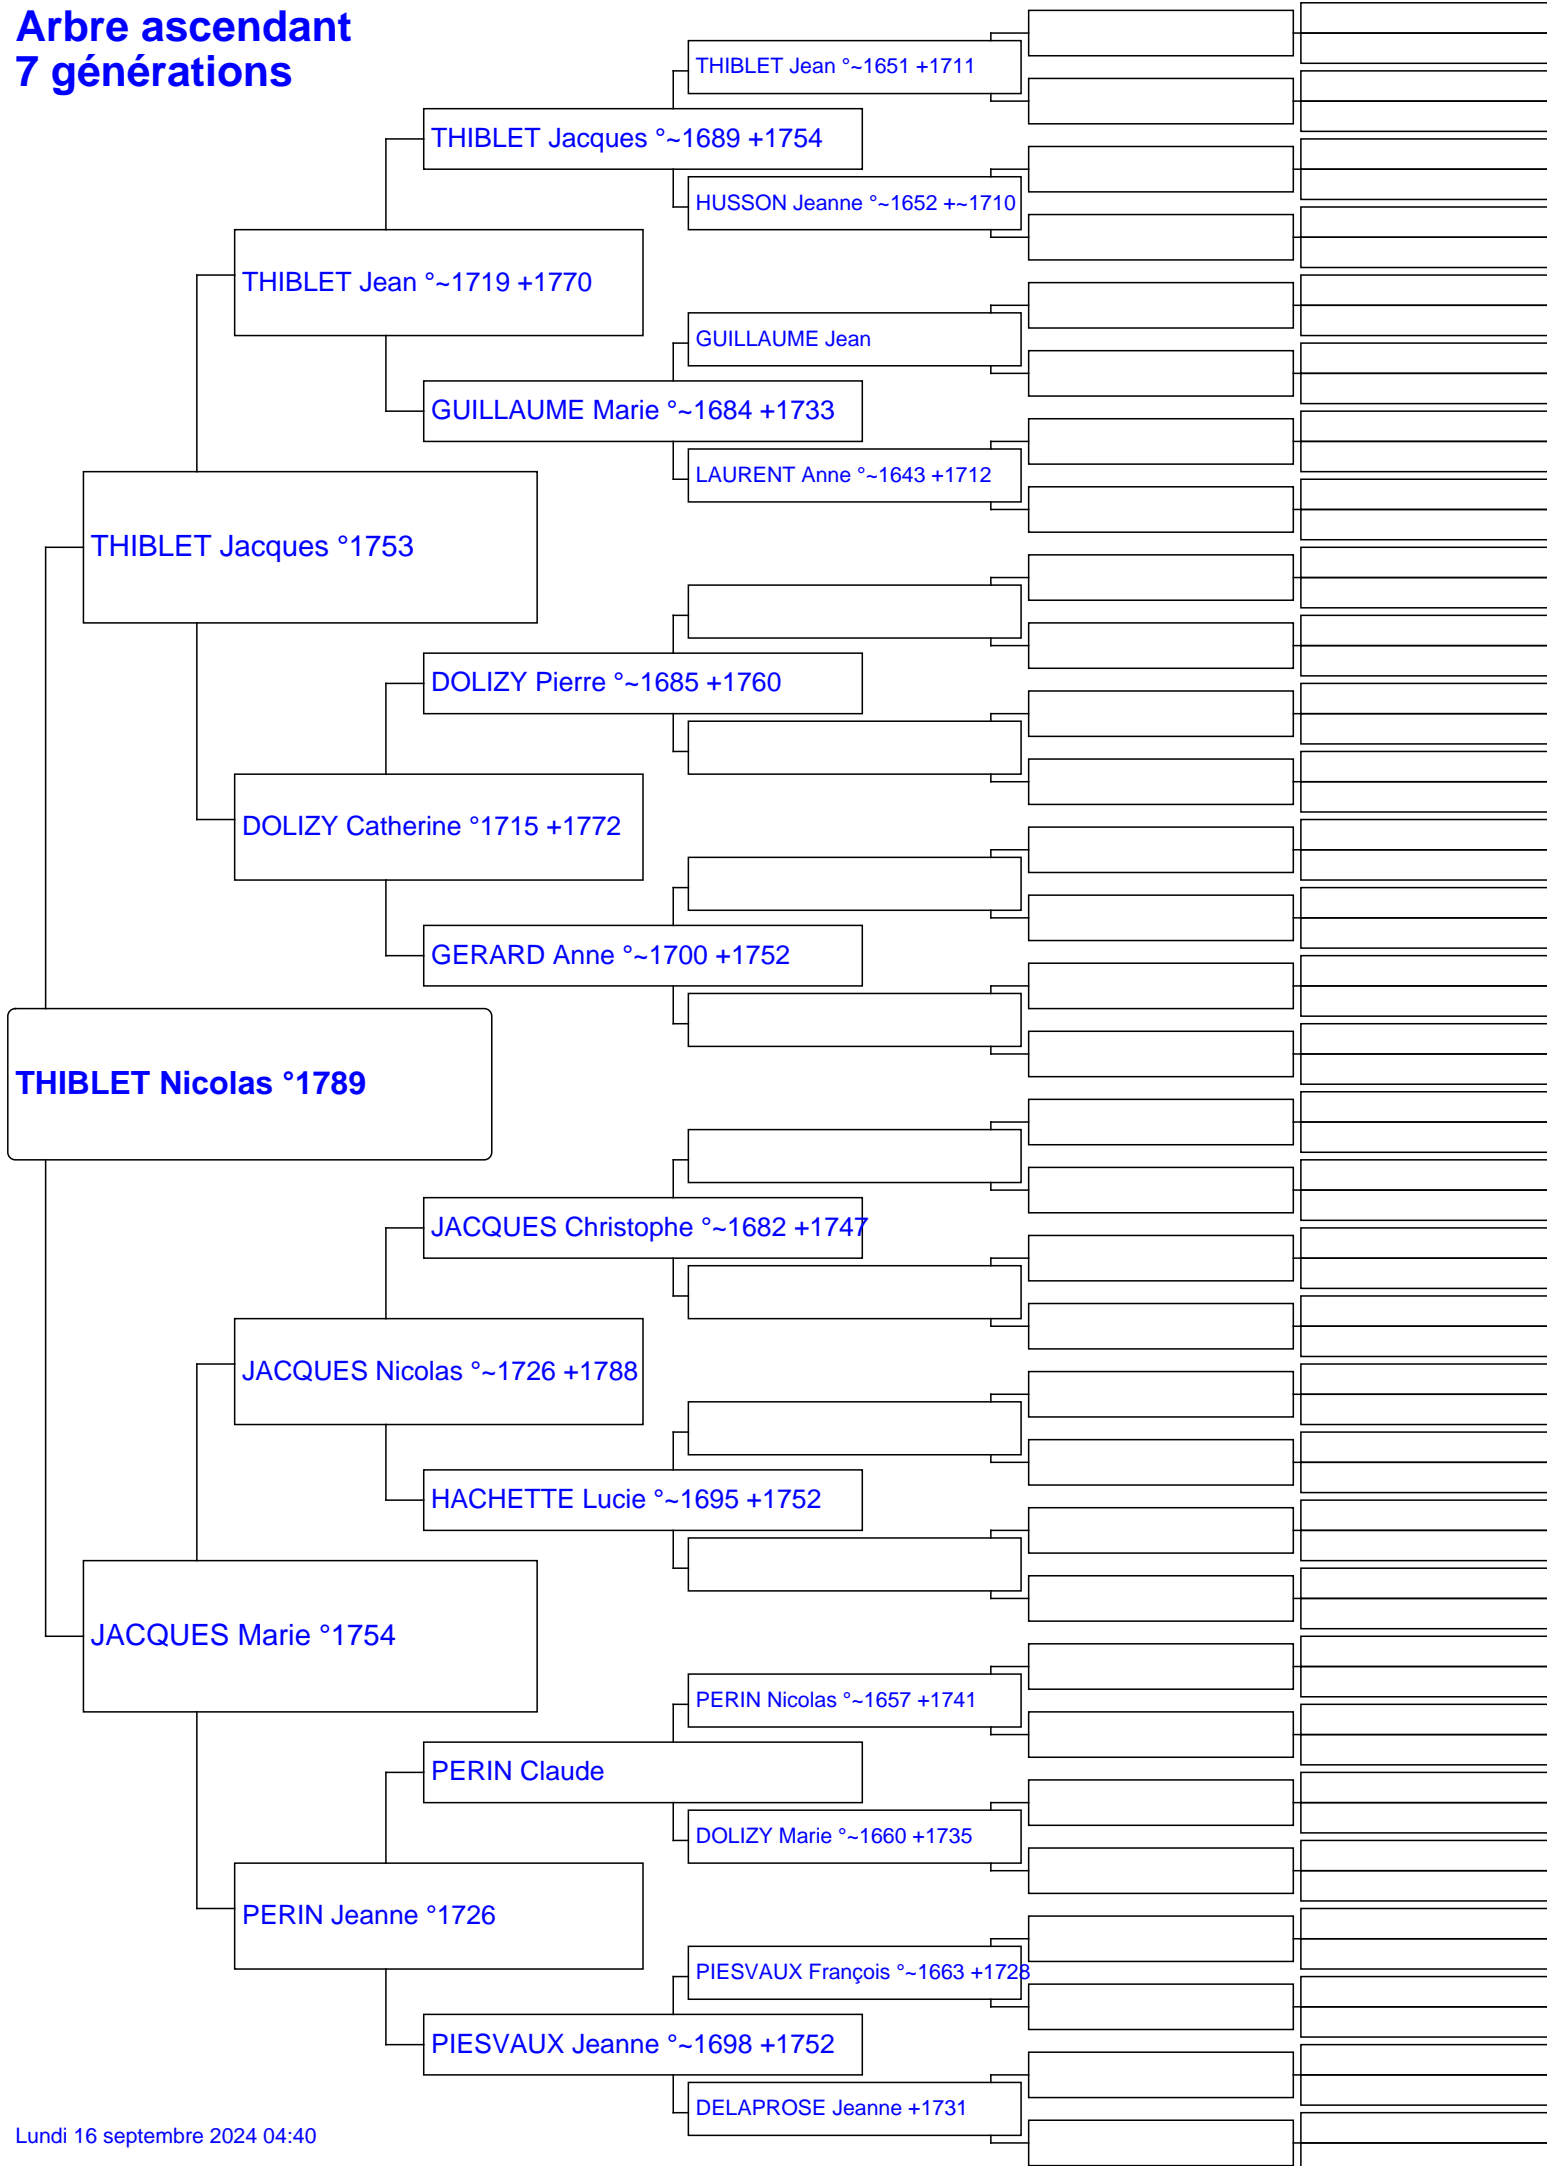 Arbre ascendant
7 générations
THIBLET Jean °~1651 +1711
THIBLET Jacques °~1689 +1754
HUSSON Jeanne °~1652 +~1710
THIBLET Jean °~1719 +1770
GUILLAUME Jean
GUILLAUME Marie °~1684 +1733
LAURENT Anne °~1643 +1712
THIBLET Jacques °1753
DOLIZY Pierre °~1685 +1760
DOLIZY Catherine °1715 +1772
GERARD Anne °~1700 +1752
THIBLET Nicolas °1789
JACQUES Christophe °~1682 +1747
JACQUES Nicolas °~1726 +1788
HACHETTE Lucie °~1695 +1752
JACQUES Marie °1754
PERIN Nicolas °~1657 +1741
PERIN Claude
DOLIZY Marie °~1660 +1735
PERIN Jeanne °1726
PIESVAUX François °~1663 +1728
PIESVAUX Jeanne °~1698 +1752
DELAPROSE Jeanne +1731
Lundi 16 septembre 2024 04:40